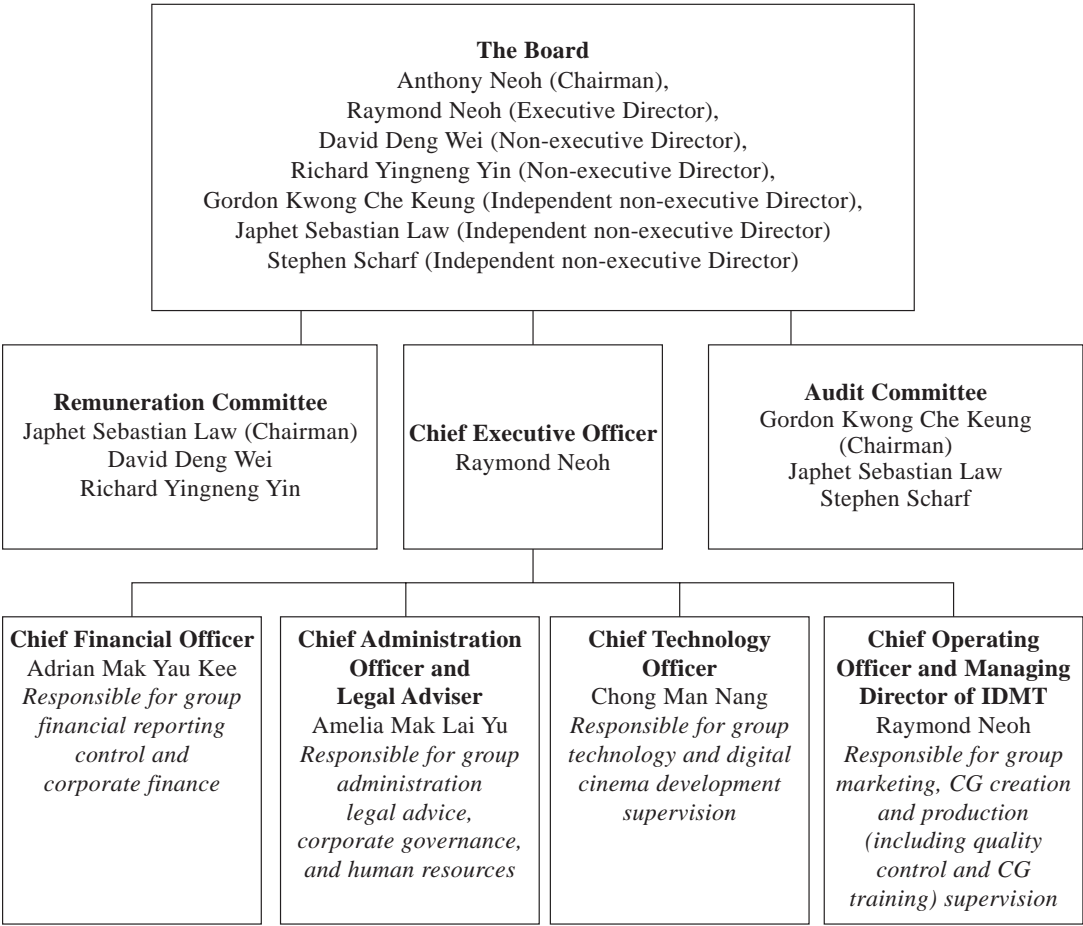 The Board
Anthony Neoh (Chairman),
Raymond Neoh (Executive Director),
David Deng Wei (Non-executive Director),
Richard Yingneng Yin (Non-executive Director),
Gordon Kwong Che Keung (Independent non-executive Director),
Japhet Sebastian Law (Independent non-executive Director)
Stephen Scharf (Independent non-executive Director)
Remuneration Committee
Japhet Sebastian Law (Chairman)
David Deng Wei
Richard Yingneng Yin
Chief Executive Officer
Raymond Neoh
Audit Committee
Gordon Kwong Che Keung
(Chairman)
Japhet Sebastian Law
Stephen Scharf
Chief Financial Officer
Adrian Mak Yau Kee
Responsible for group
financial reporting
control and
corporate finance
Chief Administration
Officer and
Legal Adviser
Amelia Mak Lai Yu
Responsible for group
administration
legal advice,
corporate governance,
and human resources
Chief Technology
Officer
Chong Man Nang
Responsible for group
technology and digital
cinema development
supervision
Chief Operating
Officer and Managing
Director of IDMT
Raymond Neoh
Responsible for group
marketing, CG creation
and production
(including quality
control and CG
training) supervision